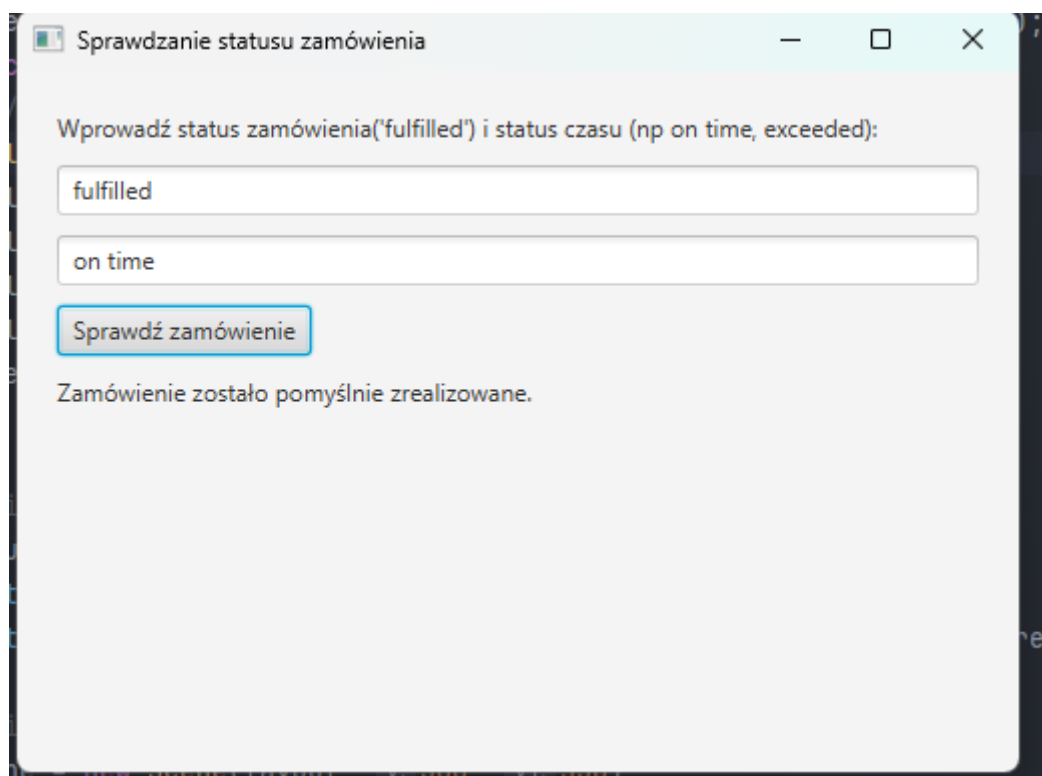 Sprawdzanie statusu zamówienia
Wprowadź status zamówienia('fulfilled') i status czasu (np on time, exceeded):
fulfilled
on time
Sprawdź zamówienie
Zamówienie zostało pomyślnie zrealizowane.